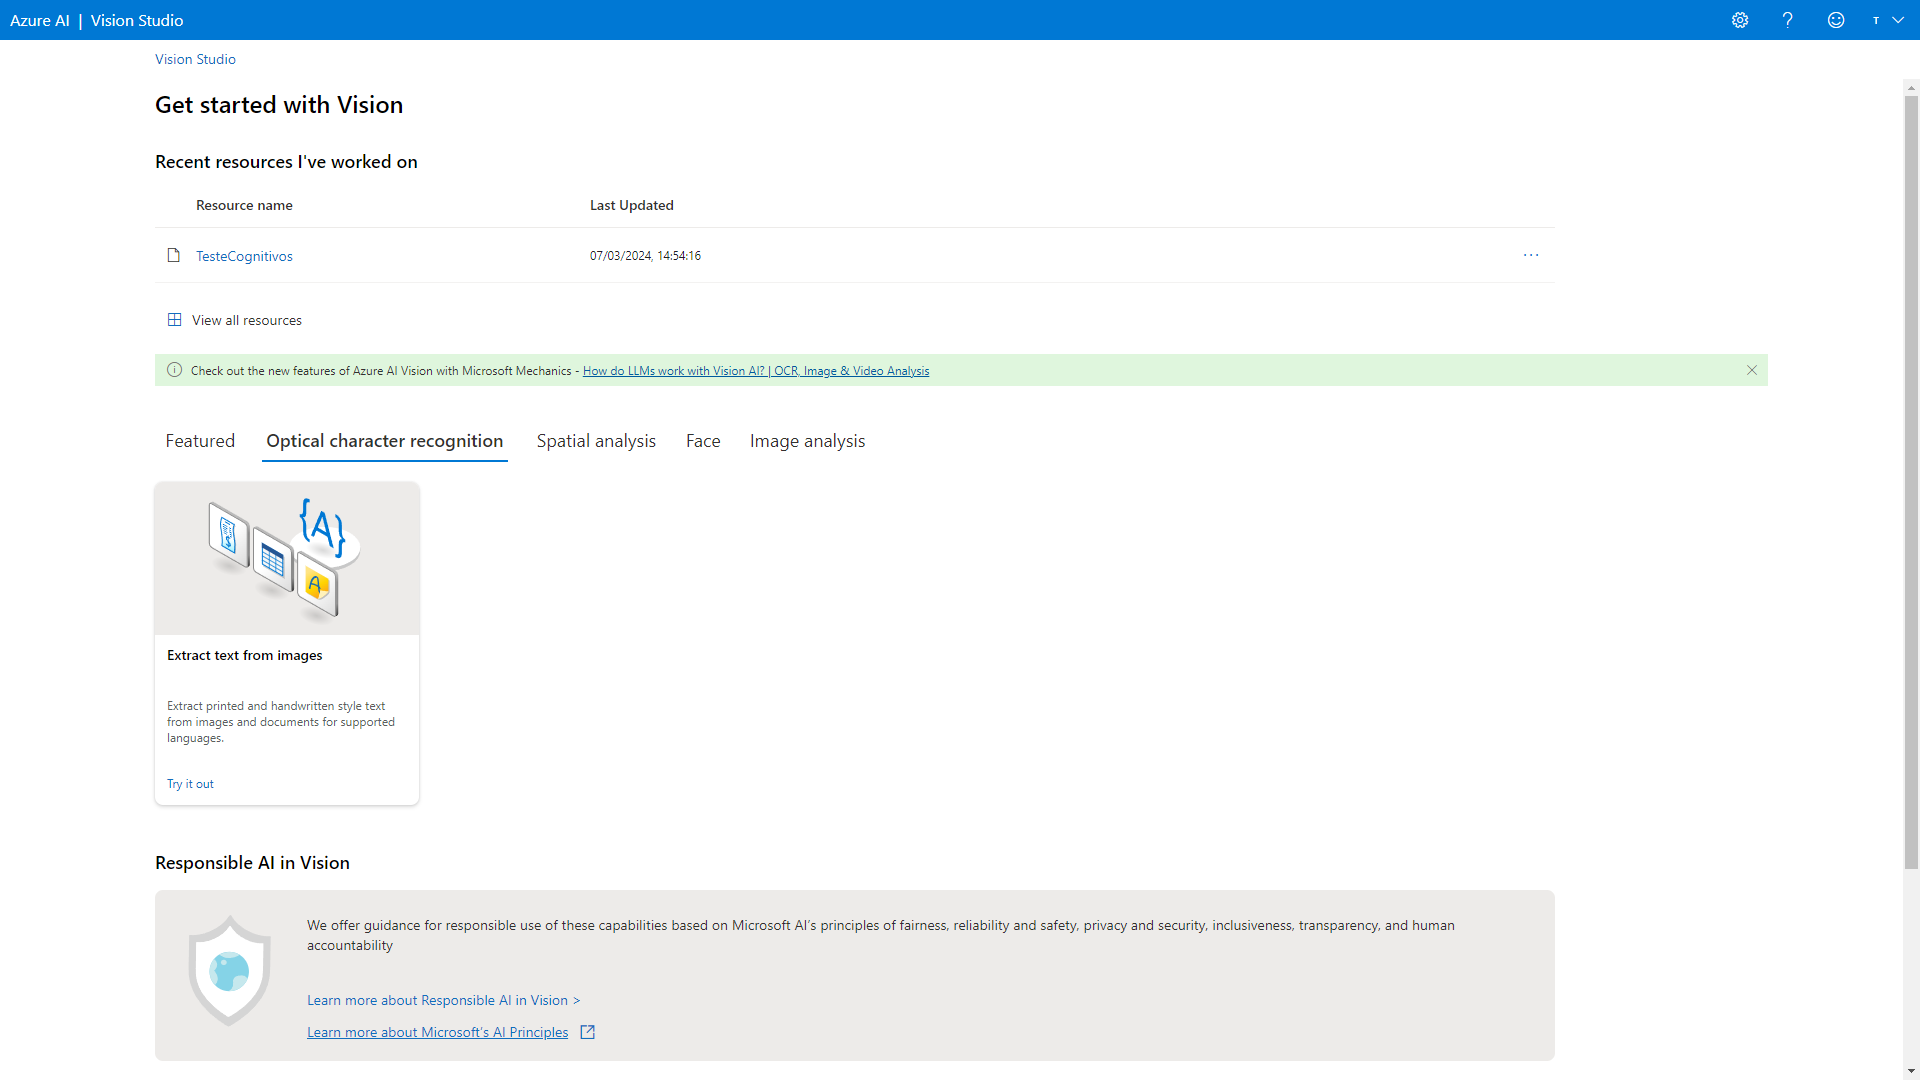 Azure AI | Vision Studio
T
Vision Studio
Get started with Vision
Recent resources I've worked on
Resource name Last Updated
TesteCognitivos 07/03/2024, 14:54:16 ...
View all resources
Check out the new features of Azure AI Vision with Microsoft Mechanics - How do LLMs work with Vision AI? | OCR, Image & Video Analysis
Featured Optical character recognition Spatial analysis Face Image analysis
{A}
A
Extract text from images
Extract printed and handwritten style text
from images and documents for supported
languages.
Try it out
Responsible AI in Vision
We offer guidance for responsible use of these capabilities based on Microsoft AI’s principles of fairness, reliability and safety, privacy and security, inclusiveness, transparency, and human
accountability
Learn more about Responsible AI in Vision >
Learn more about Microsoft’s AI Principles